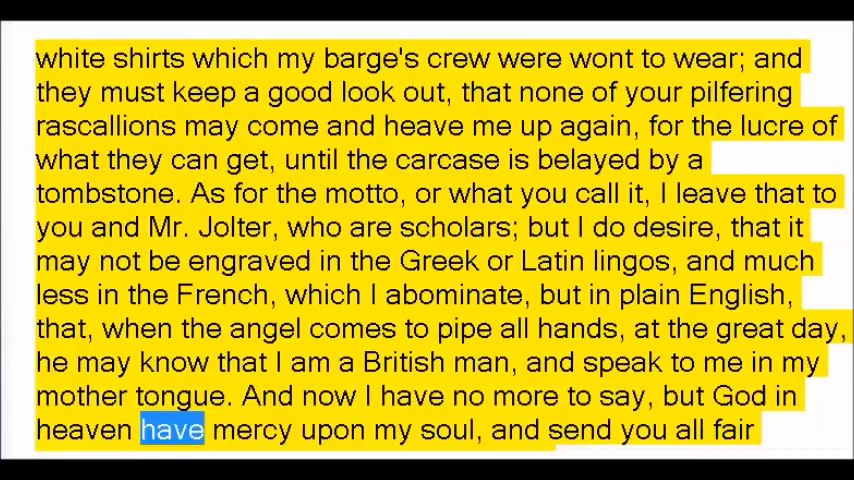 white shirts which my barge's crew were wont to wear; and
they must keep a good look out, that none of your pilfering
rascallions may come and heave me up again, for the lucre of
what they can get, until the carcase is belayed by a
tombstone. As for the motto, or what you call it, I leave that to
you and Mr. Jolter, who are scholars; but I do desire, that it
may not be engraved in the Greek or Latin lingos, and much
less in the French, which I abominate, but in plain English,
that, when the angel comes to pipe all hands, at the great day,
he may know that I am a British man, and speak to me in my
mother tongue. And now I have no more to say, but God in
heaven have mercy upon my soul, and send you all fair